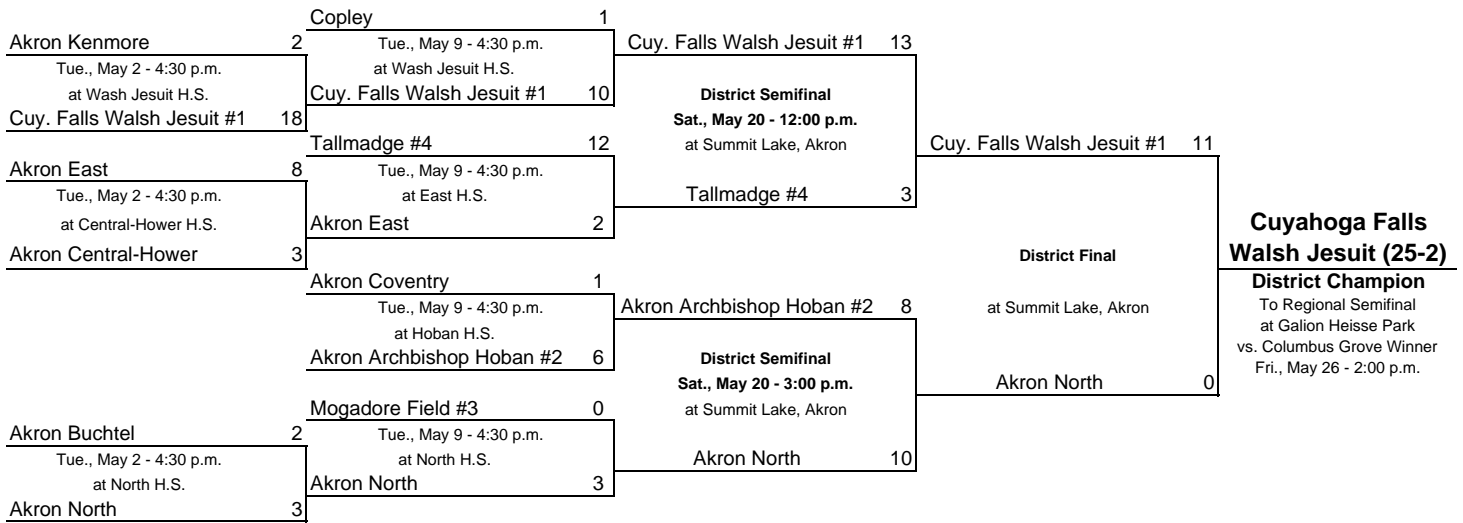 Copley 1
Akron Kenmore 2
Tue., May 9 - 4:30 p.m.
Cuy. Falls Walsh Jesuit #1 13
Tue., May 2 - 4:30 p.m.
at Wash Jesuit H.S.
at Wash Jesuit H.S.
Cuy. Falls Walsh Jesuit #1 10
District Semifinal
Cuy. Falls Walsh Jesuit #1 18
Sat., May 20 - 12:00 p.m.
Tallmadge #4 12
at Summit Lake, Akron
Cuy. Falls Walsh Jesuit #1 11
Akron East 8
Tue., May 9 - 4:30 p.m.
Tue., May 2 - 4:30 p.m.
at East H.S.
Tallmadge #4 3
at Central-Hower H.S.
Akron East 2
Cuyahoga Falls
Akron Central-Hower 3
District Final
Walsh Jesuit (25-2)
Akron Coventry 1
District Champion
Tue., May 9 - 4:30 p.m.
Akron Archbishop Hoban #2 8
at Summit Lake, Akron
To Regional Semifinal
at Hoban H.S.
at Galion Heisse Park
Akron Archbishop Hoban #2 6
District Semifinal
vs. Columbus Grove Winner
Sat., May 20 - 3:00 p.m.
Akron North 0
Fri., May 26 - 2:00 p.m.
Mogadore Field #3 0
at Summit Lake, Akron
Akron Buchtel 2
Tue., May 9 - 4:30 p.m.
Tue., May 2 - 4:30 p.m.
at North H.S.
Akron North 10
at North H.S.
Akron North 3
Akron North 3